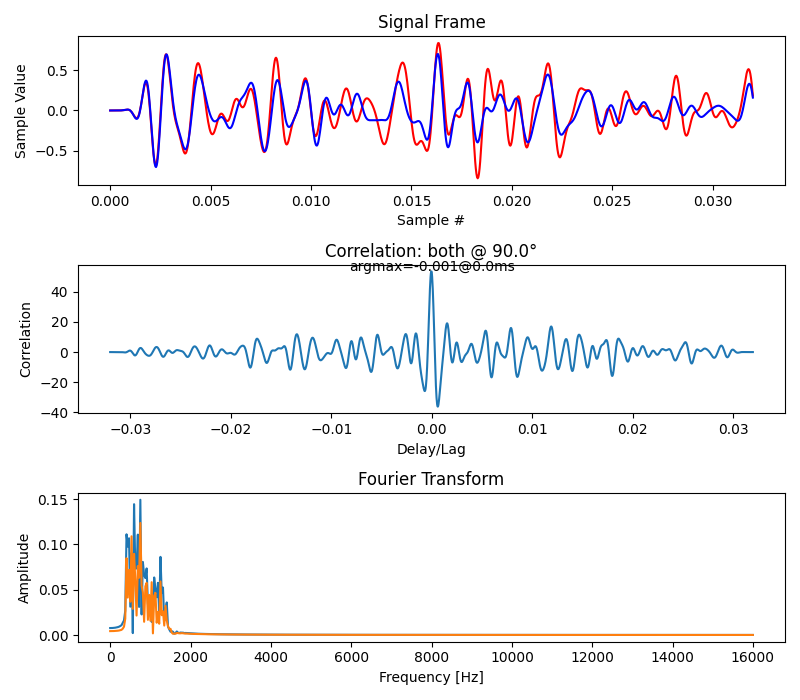 Signal Frame
Sample Value
0.5
0.0
−0.5
0.000 0.005 0.010 0.015 0.020 0.025 0.030
Sample #
Correlation: both @ 90.0°
argmax=-0.001@0.0ms
Correlation
40
20
0
−20
−40
−0.03 −0.02 −0.01 0.00 0.01 0.02 0.03
Delay/Lag
Fourier Transform
Amplitude
0.15
0.10
0.05
0.00
0 2000 4000 6000 8000 10000 12000 14000 16000
Frequency [Hz]